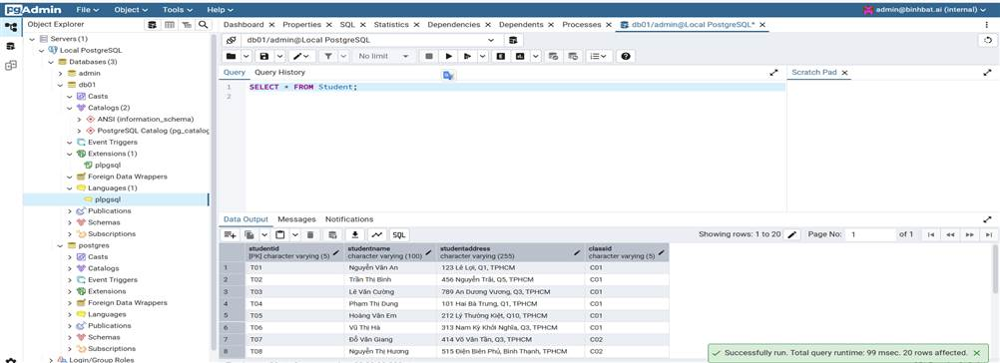 pgAdmin File Object Tools Help admin@binhbat.ai (internal)
Object Explorer
Dashboard Properties SQL Statistics Dependencies Dependents Processes db01/admin@Local PostgreSQL*
Servers (1)
Local PostgreSQL
Databases (3)
admin
db01
Casts
Catalogs (2)
ANSI (information_schema)
PostgreSQL Catalog (pg_catalog
Event Triggers
Extensions (1)
plpgsql
Foreign Data Wrappers
Languages (1)
plpgsql
Publications
Schemas
Subscriptions
postgres
Casts
Catalogs
Event Triggers
Extensions
Foreign Data Wrappers
Languages
Publications
Schemas
Subscriptions
Login/Group Roles
db01/admin@Local PostgreSQL
No limit
Query Query History
Scratch Pad
1 SELECT * FROM Student;
2
Data Output Messages Notifications
SQL Showing rows: 1 to 20 Page No: 1 of 1
studentid studentname studentaddress classid
[PK] character varying (5) character varying (100) character varying (255) character varying (5)
1 T01 Nguyễn Văn An 123 Lê Lợi, Q1, TPHCM C01
2 T02 Trần Thị Bình 456 Nguyễn Trãi, Q5, TPHCM C01
3 T03 Lê Văn Cường 789 An Dương Vương, Q3, TPHCM C01
4 T04 Phạm Thị Dung 101 Hai Bà Trưng, Q1, TPHCM C01
5 T05 Hoàng Văn Em 212 Lý Thường Kiệt, Q10, TPHCM C01
6 T06 Vũ Thị Hà 313 Nam Kỳ Khởi Nghĩa, Q3, TPHCM C01
7 T07 Đỗ Văn Giang 414 Võ Văn Tần, Q3, TPHCM C02
8 T08 Nguyễn Thị Hương 515 Điện Biên Phủ, Bình Thạnh, TPHCM C02
Successfully run. Total query runtime: 99 msec. 20 rows affected.